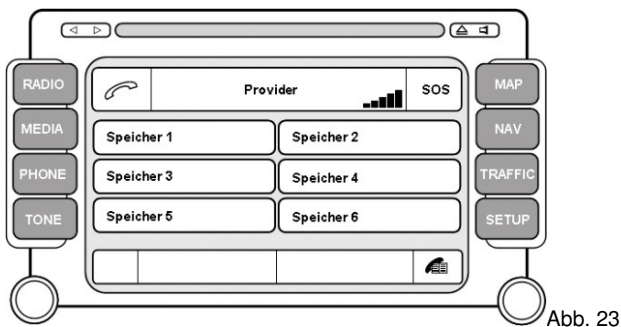 RADIO
MEDIA
PHONE
TONE
Provider
SOS
Speicher 1
Speicher 2
Speicher 3
Speicher 4
Speicher 5
Speicher 6
MAP
NAV
TRAFFIC
SETUP
Abb. 23